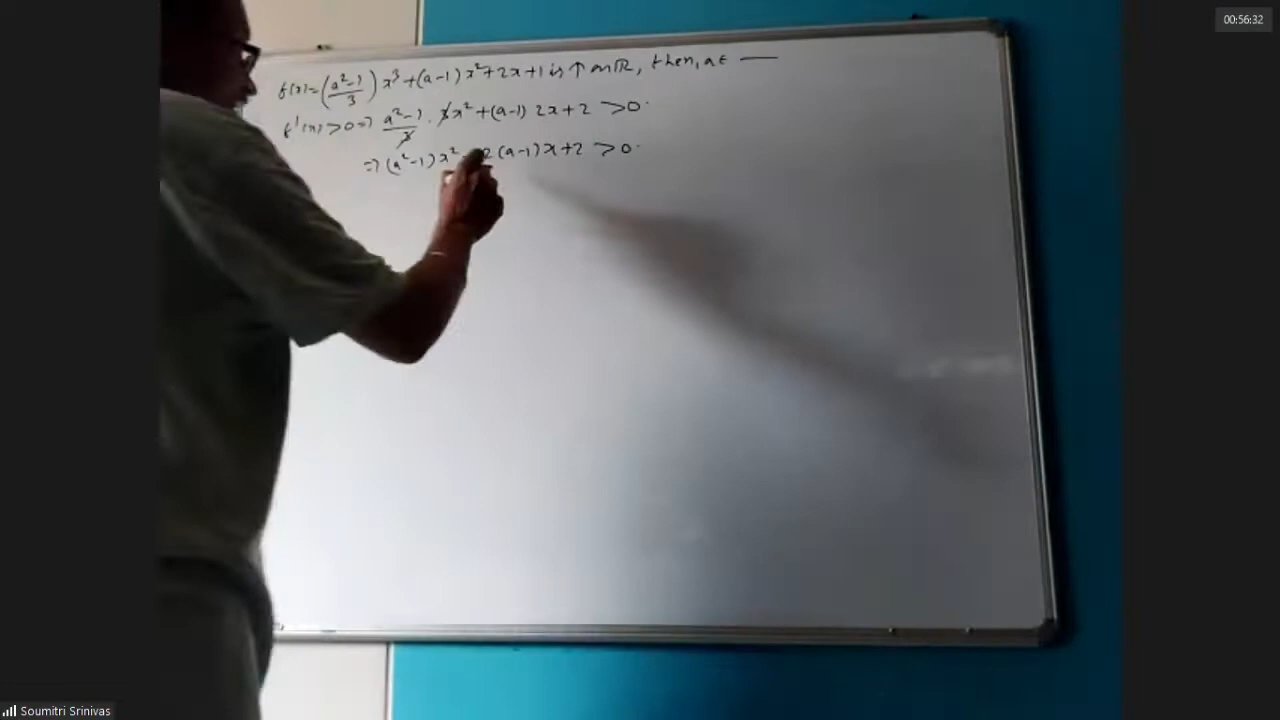 00:56:32
f(x)=(a²-1/3)x³+(a-1)x²+2x+1 is ↑ on ℝ, then, a∈ —
f'(x)>0 ⇒ a²-1/3 · 3x²+(a-1) 2x+2 >0.
⇒ (a²-1)x² 2(a-1)x+2 >0.
Soumitri Srinivas